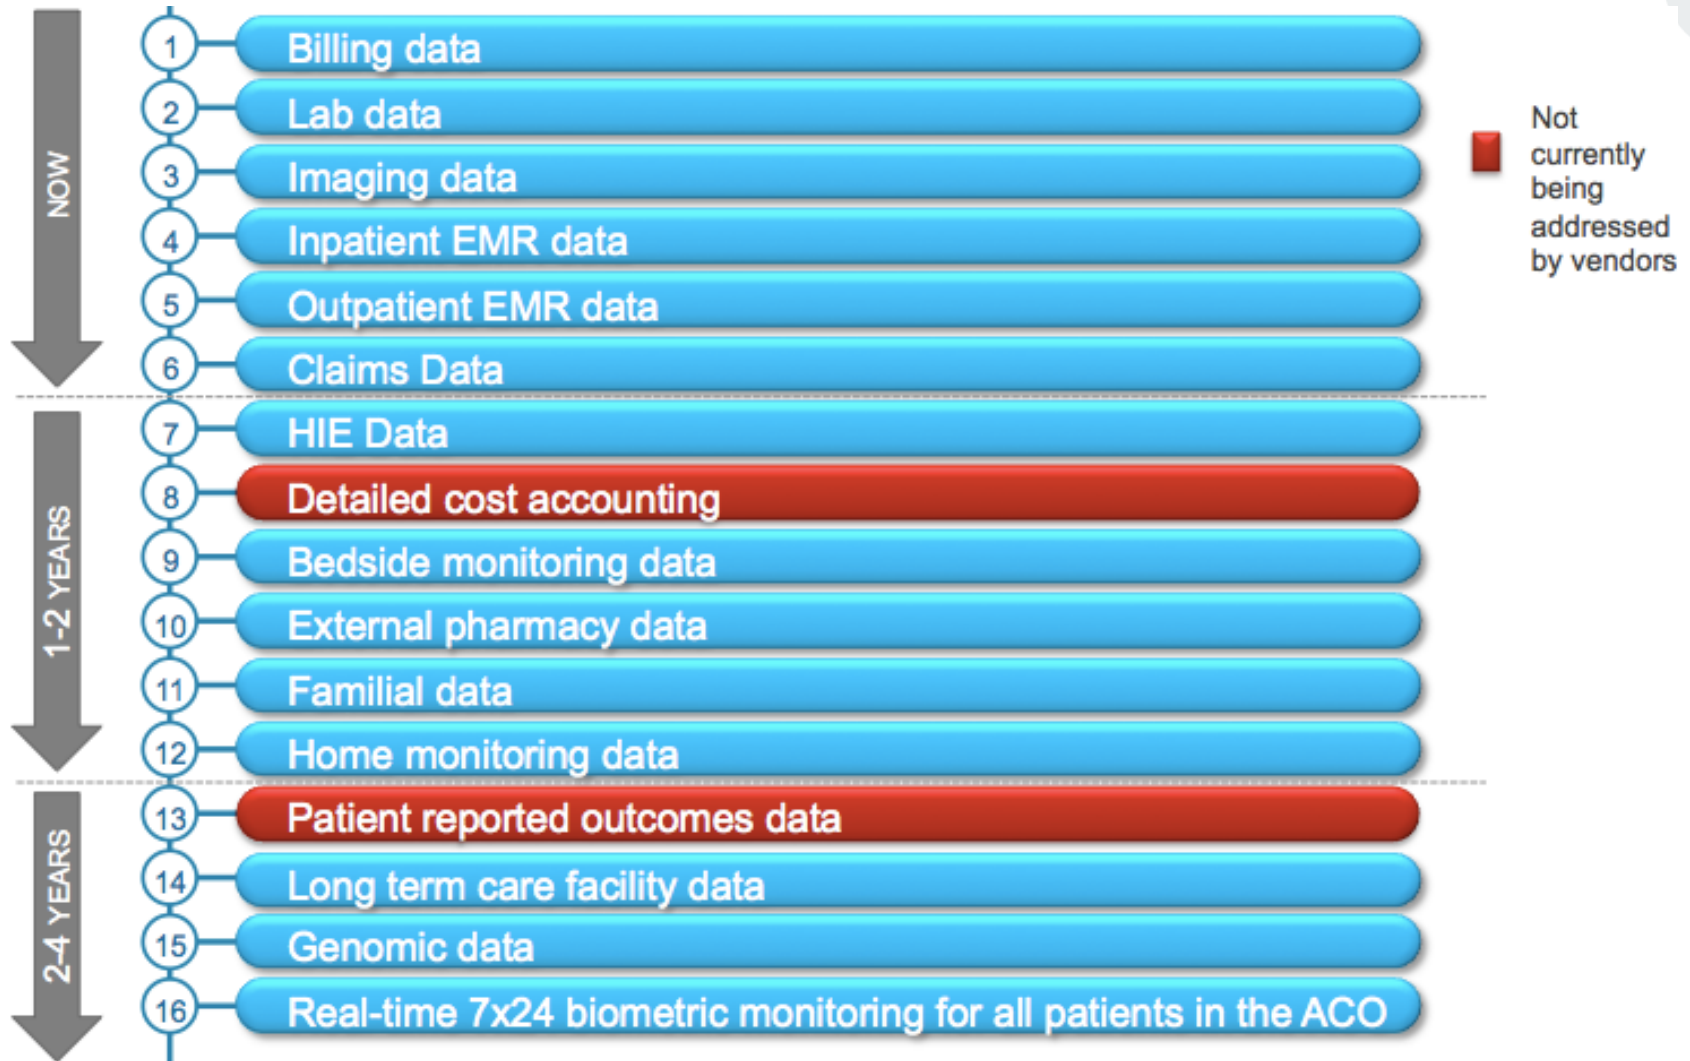 NOW
1
Billing data
2
Lab data
3
Imaging data
4
Inpatient EMR data
5
Outpatient EMR data
6
Claims Data
1-2 YEARS
7
HIE Data
8
Detailed cost accounting
9
Bedside monitoring data
10
External pharmacy data
11
Familial data
12
Home monitoring data
2-4 YEARS
13
Patient reported outcomes data
14
Long term care facility data
15
Genomic data
16
Real-time 7x24 biometric monitoring for all patients in the ACO
Not
currently
being
addressed
by vendors